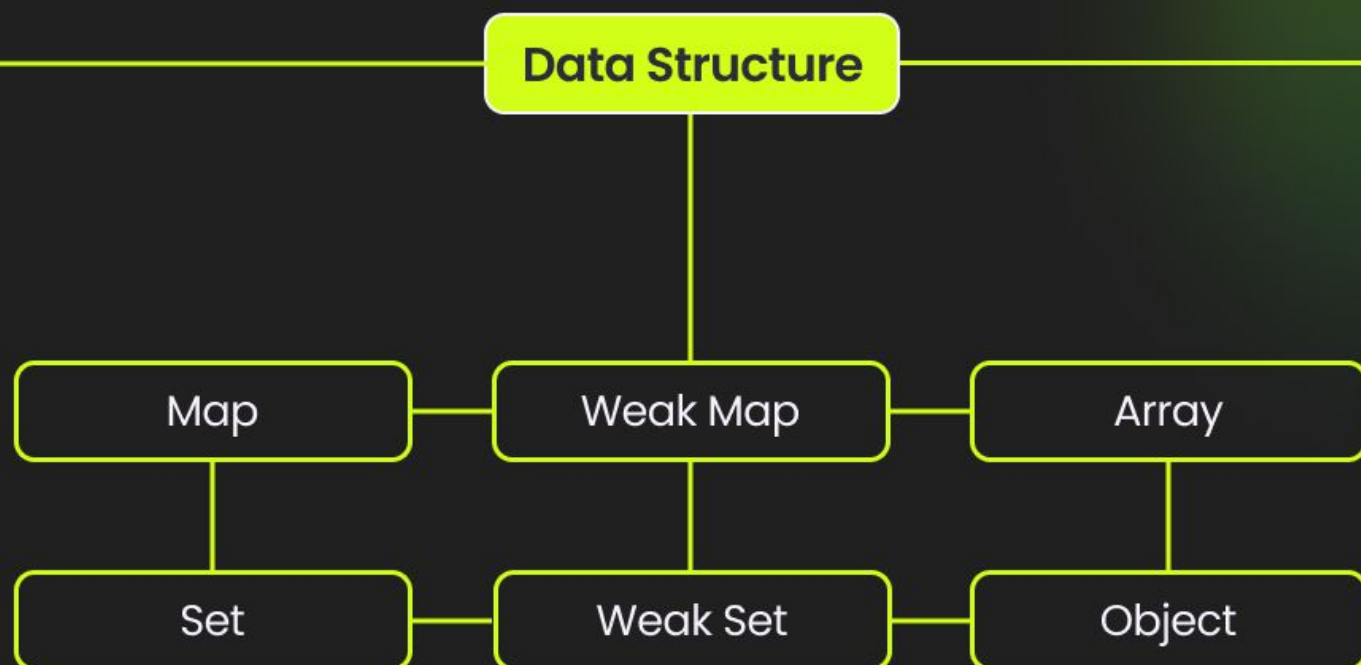 Data Structure
Map
Weak Map
Array
Set
Weak Set
Object